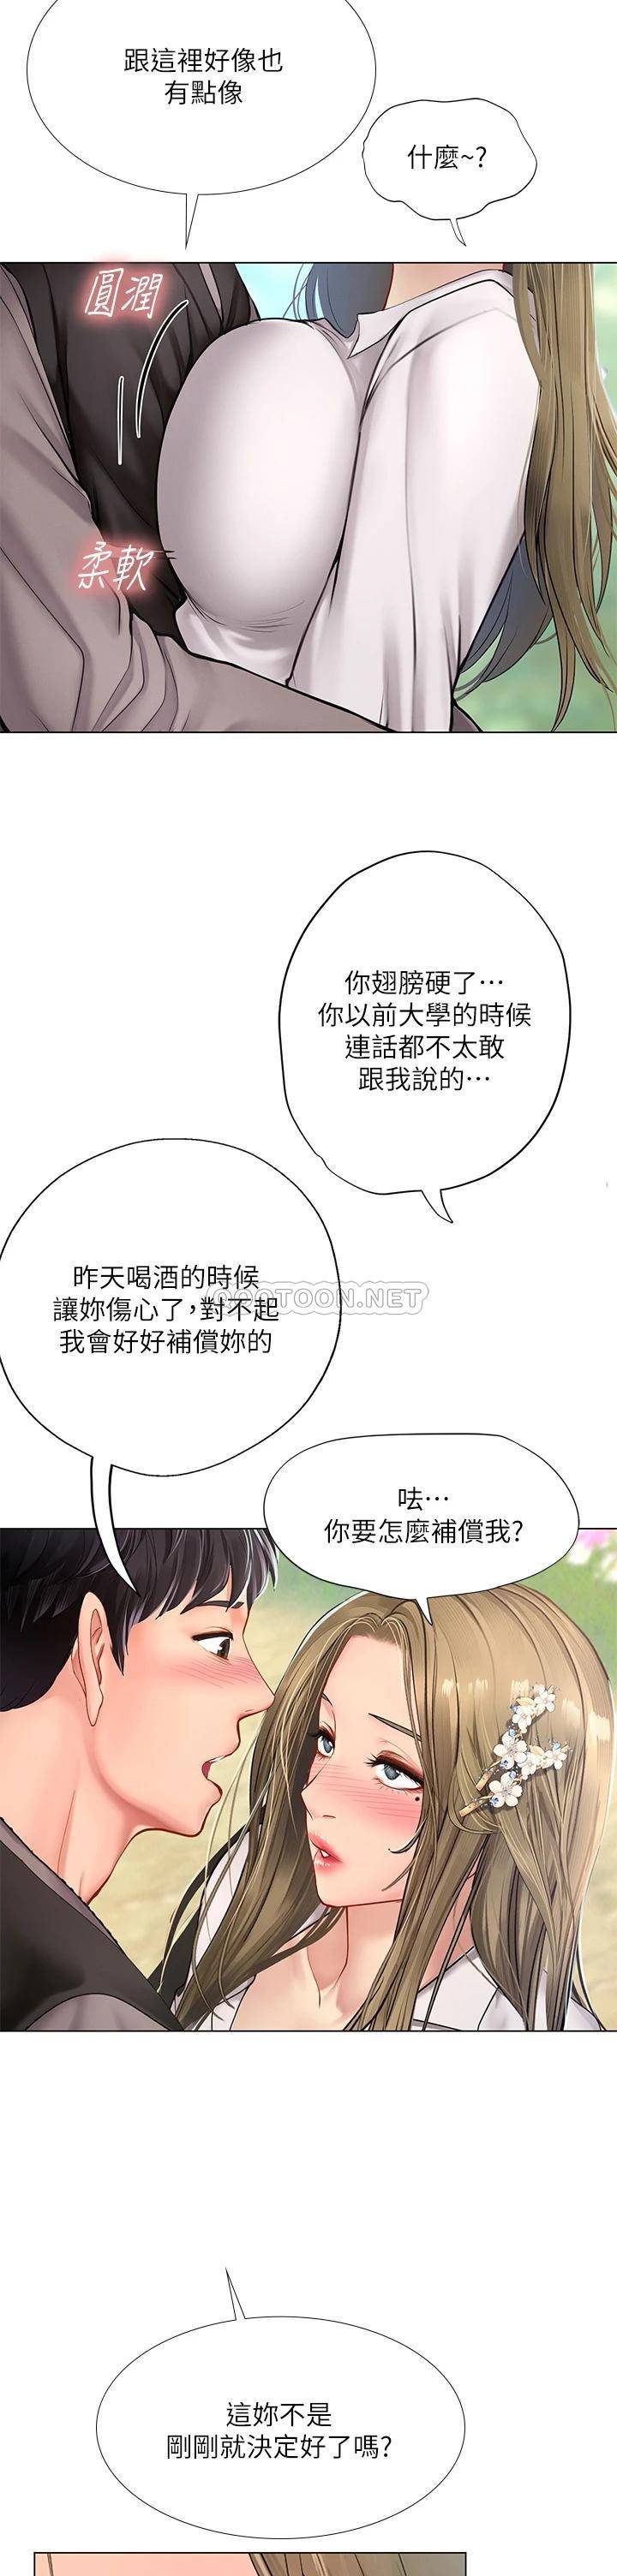 跟這裡好像也
有點像
什麼~?
圓潤
柔軟
你翅膀硬了…
你以前大學的時候
連話都不太敢
跟我說的…
昨天喝酒的時候
讓妳傷心了，對不起
我會好好補償妳的
呿…
你要怎麼補償我?
這妳不是
剛剛就決定好了嗎?